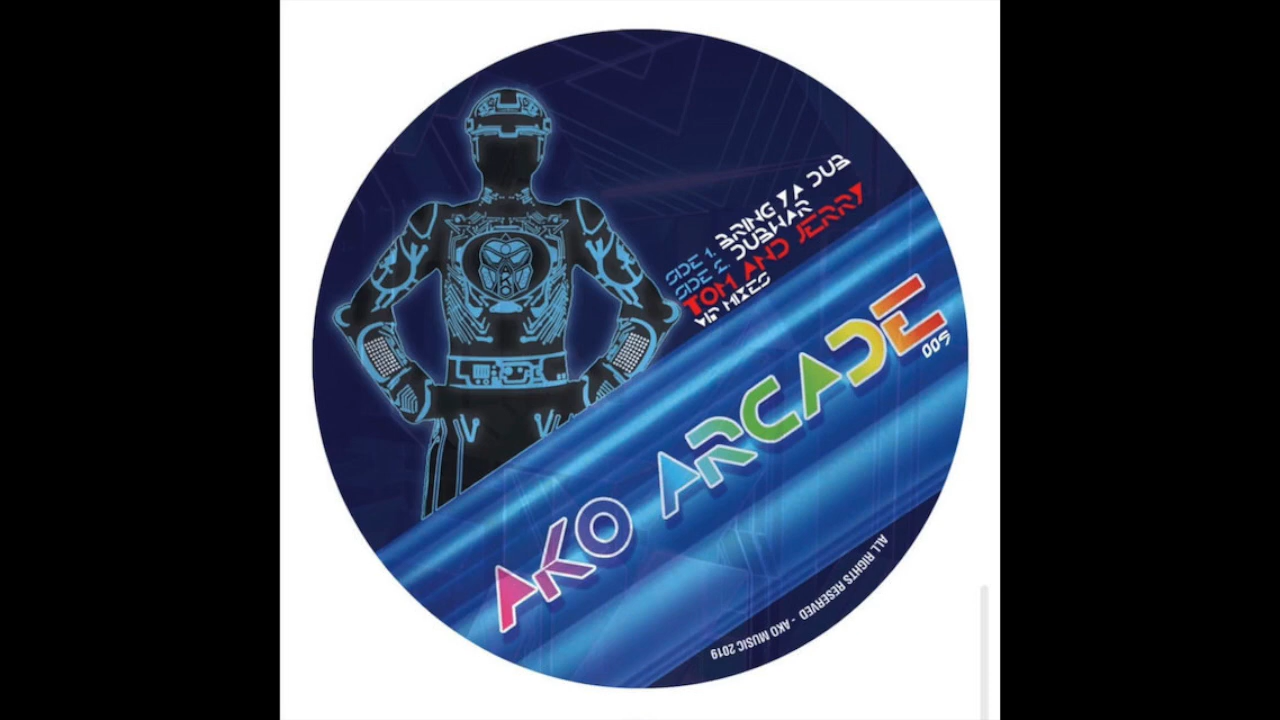 SIDE 1. BRING YA DUB
SIDE 2. DUBWAR
TOM AND JERRY
VIP MIXES
AKO ARCADE
005
ALL RIGHTS RESERVED - AKO MUSIC 2019